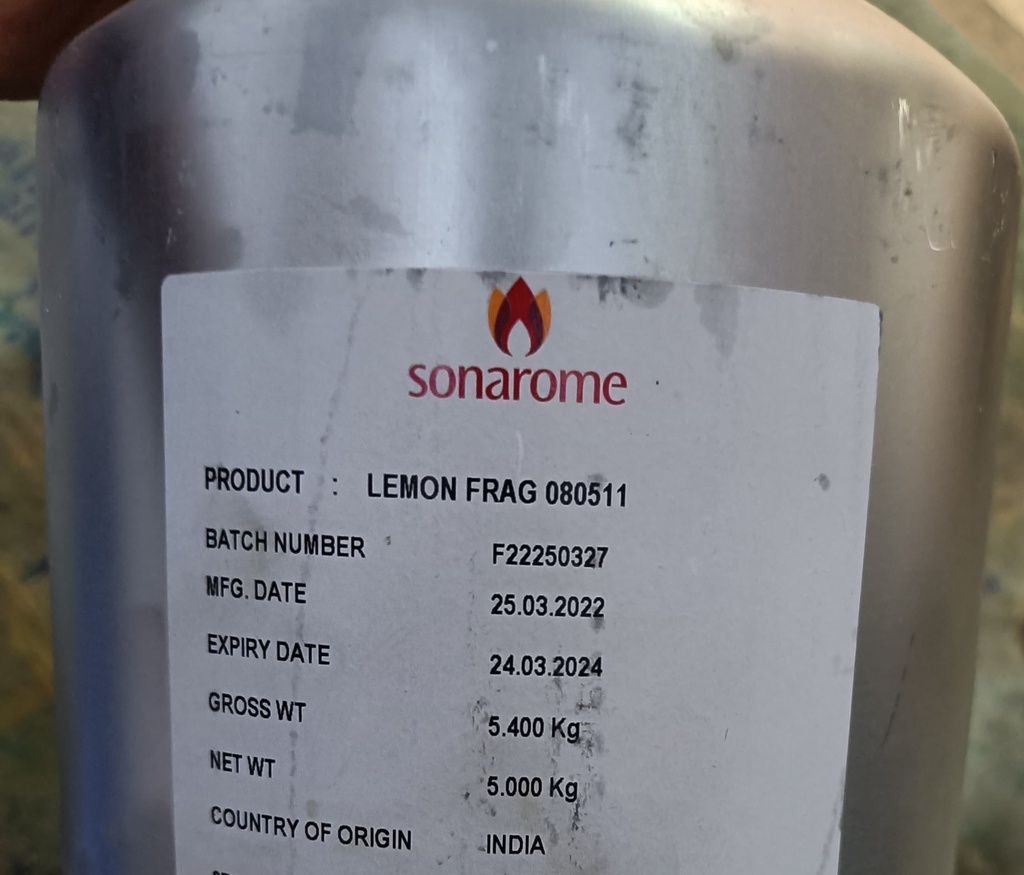 sonarome
PRODUCT : LEMON FRAG 080511
BATCH NUMBER F22250327
MFG. DATE 25.03.2022
EXPIRY DATE 24.03.2024
GROSS WT 5.400 Kg
NET WT 5.000 Kg
COUNTRY OF ORIGIN INDIA